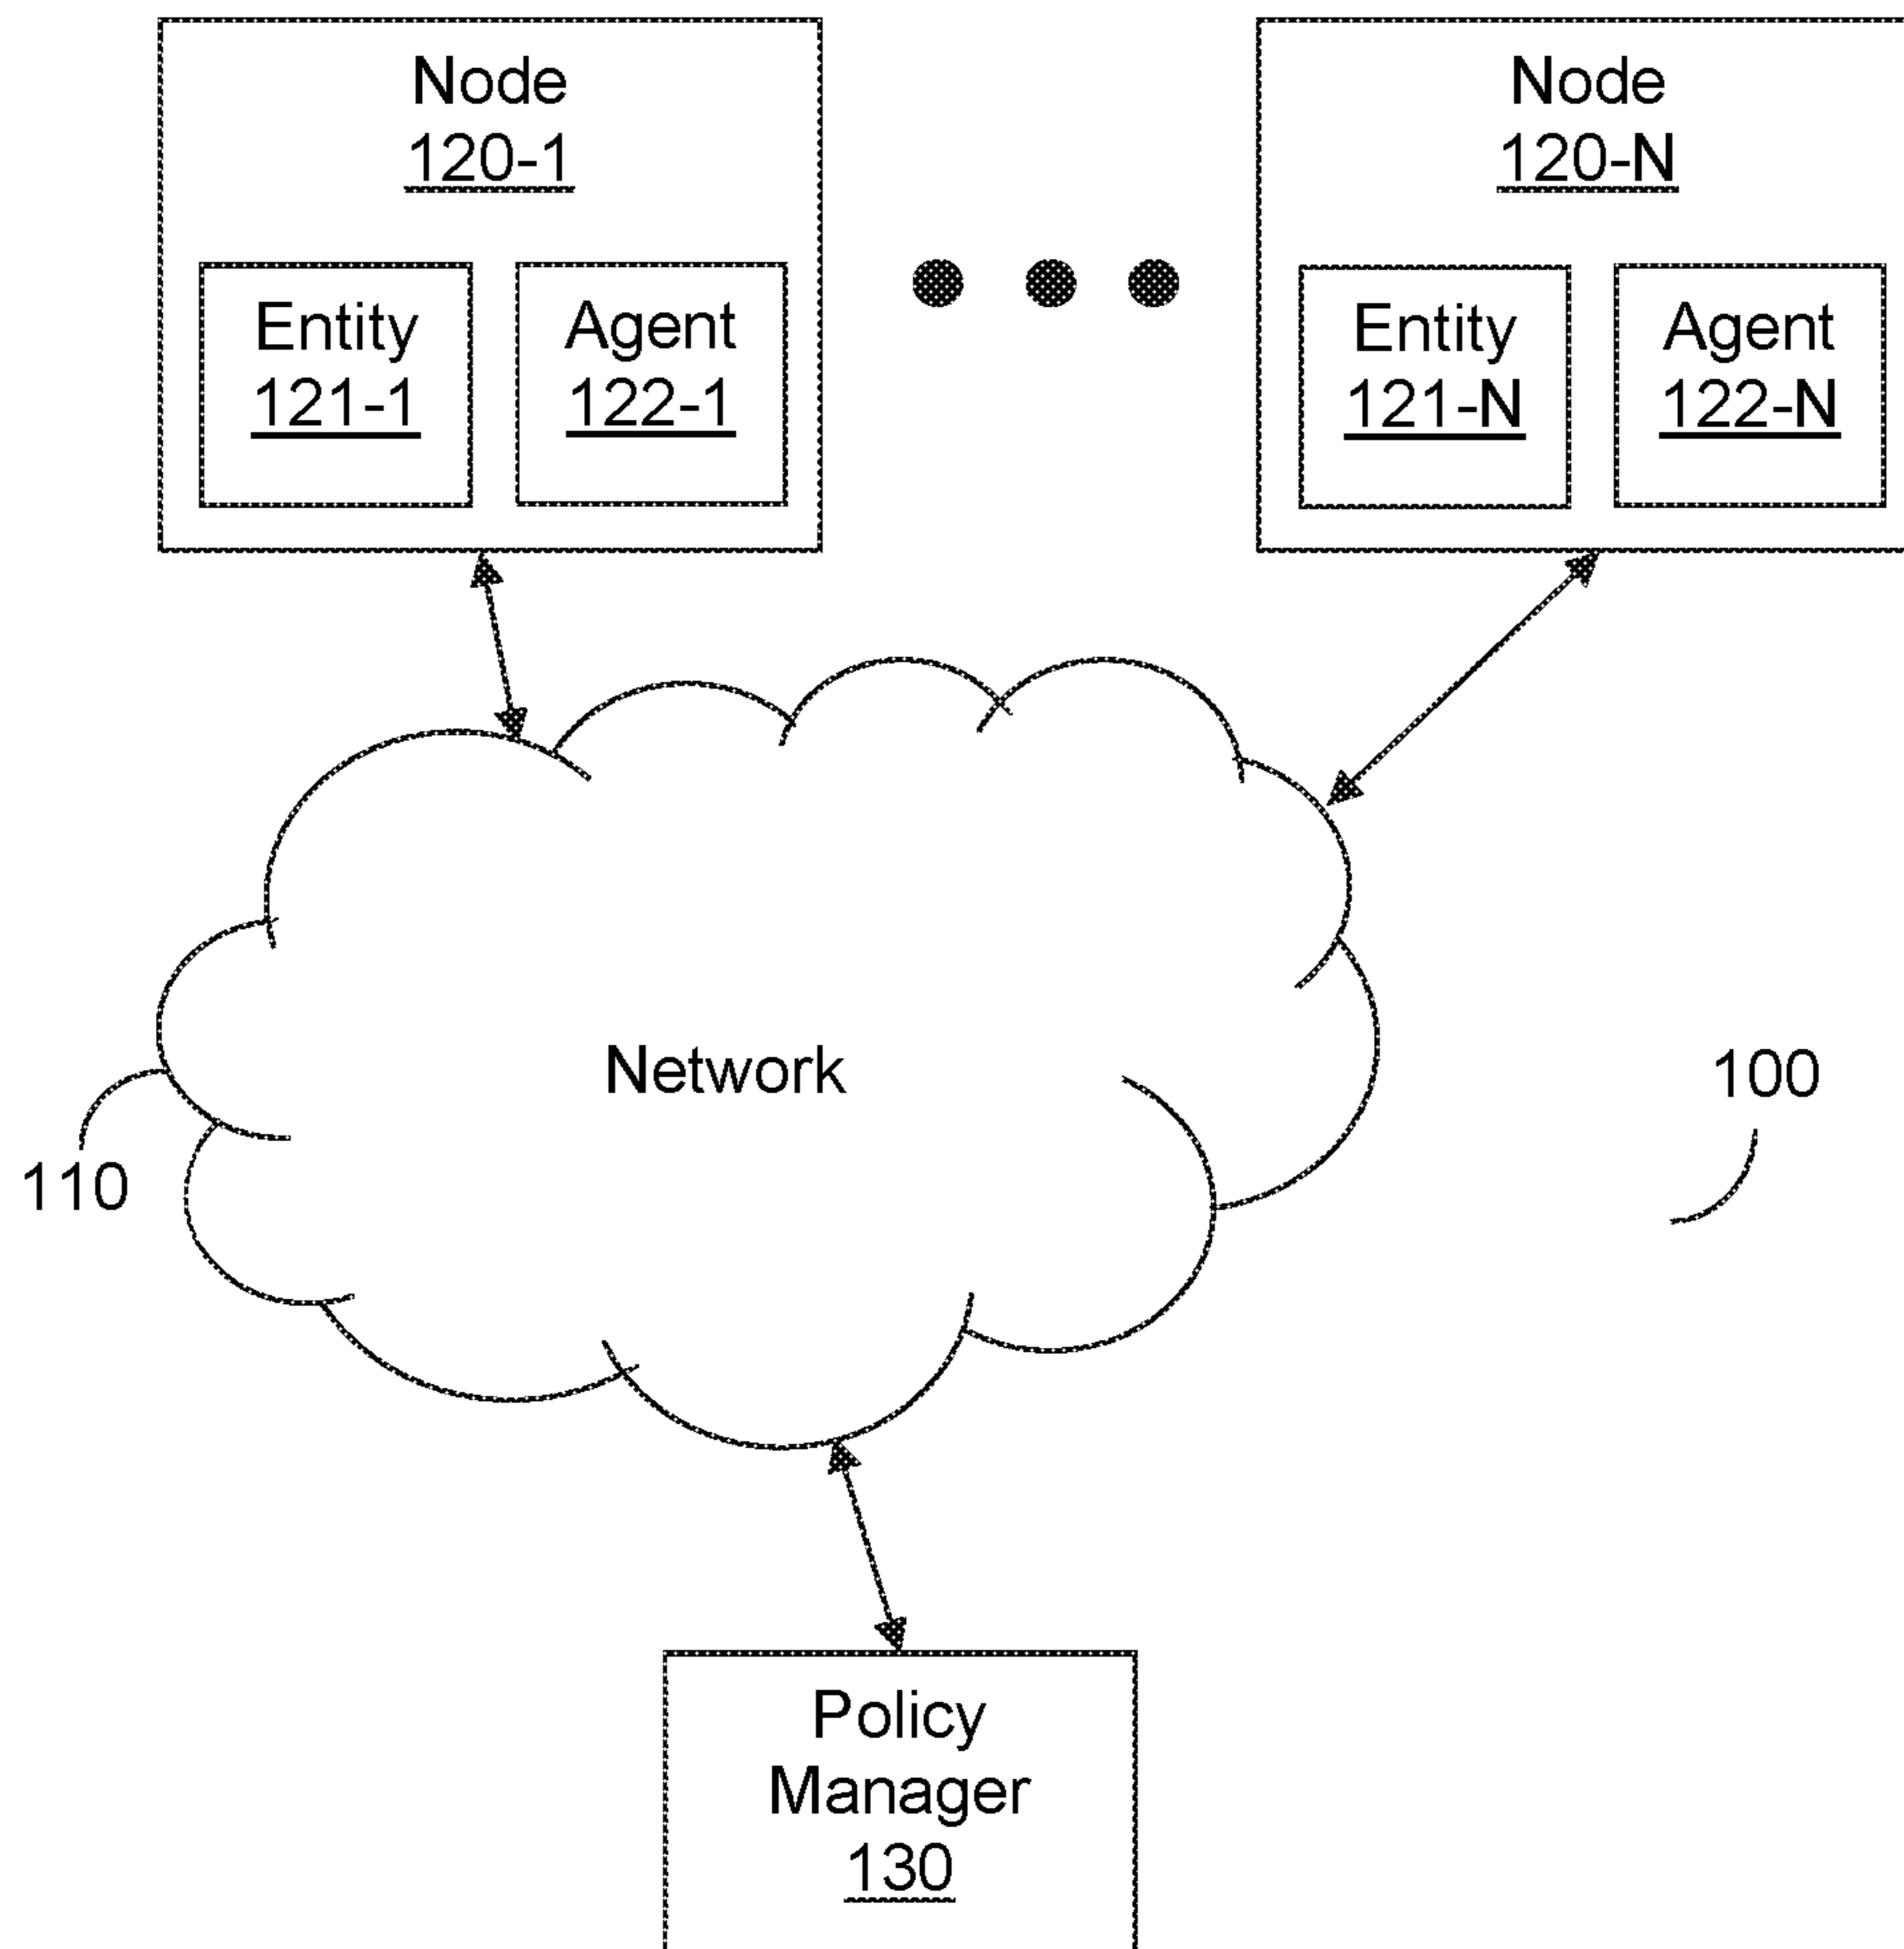 Node
120-1
Entity
121-1
Agent
122-1
Node
120-N
Entity
121-N
Agent
122-N
Network
110
100
Policy
Manager
130